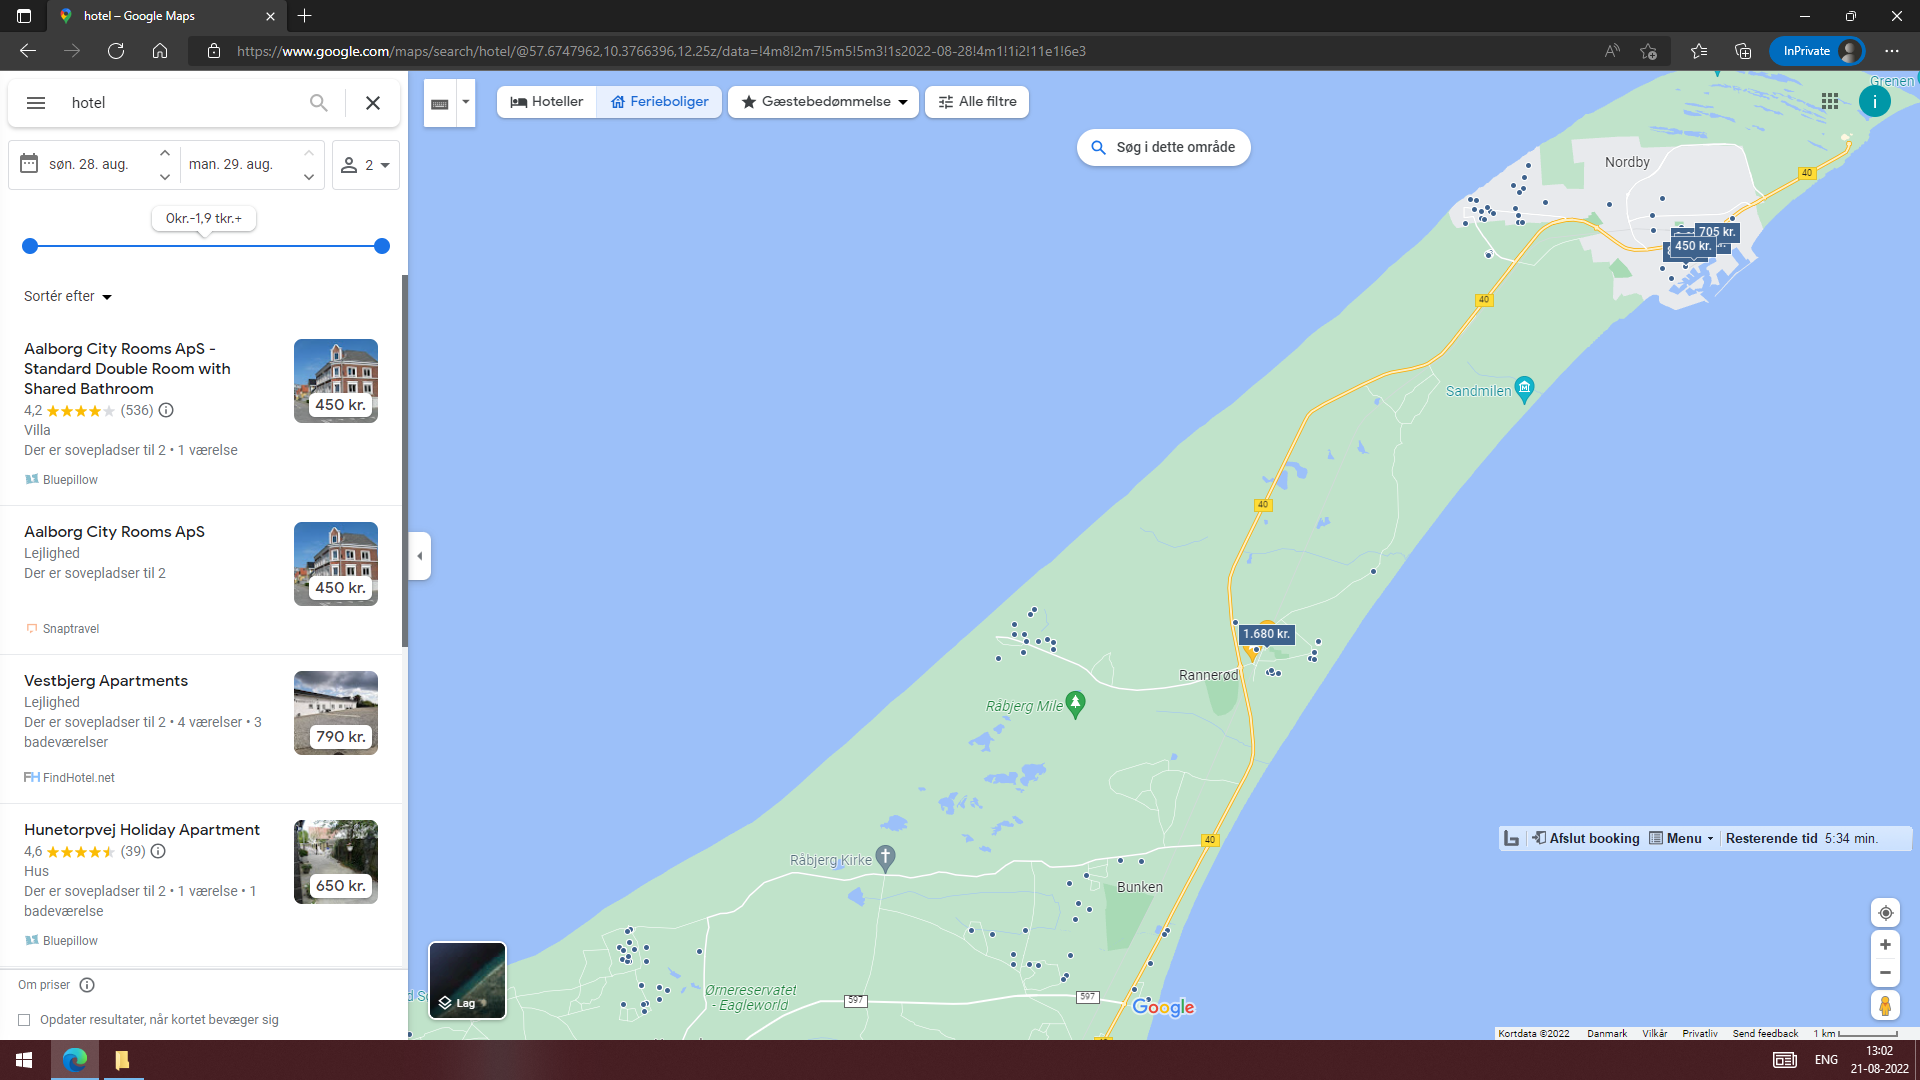 hotel – Google Maps
https://www.google.com/maps/search/hotel/@57.6747962,10.3766396,12.25z/data=!4m8!2m7!5m5!5m3!1s2022-08-28!4m1!1i2!11e1!6e3
InPrivate
hotel
søn. 28. aug.
man. 29. aug.
2
0kr.-1,9 tkr.+
Sortér efter
Aalborg City Rooms ApS -
Standard Double Room with
Shared Bathroom
4,2 (536)
Villa
Der er sovepladser til 2 • 1 værelse
Bluepillow
450 kr.
Aalborg City Rooms ApS
Lejlighed
Der er sovepladser til 2
Snaptravel
450 kr.
Vestbjerg Apartments
Lejlighed
Der er sovepladser til 2 • 4 værelser • 3
badeværelser
FH FindHotel.net
790 kr.
Hunetorpvej Holiday Apartment
4,6 (39)
Hus
Der er sovepladser til 2 • 1 værelse • 1
badeværelse
Bluepillow
650 kr.
Om priser
Opdater resultater, når kortet bevæger sig
Hoteller
Ferieboliger
Gæstebedømmelse
Alle filtre
Søg i dette område
Grenen
i
Nordby
40
705 kr.
450 kr.
40
Sandmilen
40
1.680 kr.
Rannerød
Råbjerg Mile
40
Afslut booking
Menu
Resterende tid 5:34 min.
Råbjerg Kirke
Bunken
Ørnereservatet
- Eagleworld
597
597
Lag
Google
Kortdata ©2022 Danmark Vilkår Privatliv Send feedback 1 km
ENG
13:02
21-08-2022